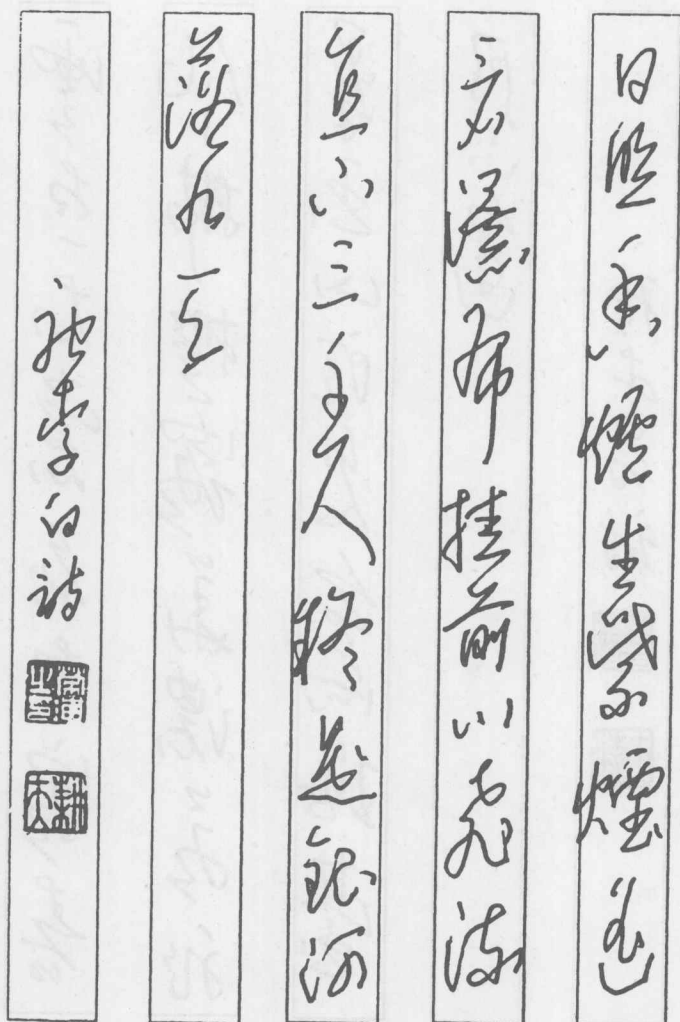 日照香爐生紫煙遙
看瀑布挂前川飛流
直下三千尺疑是銀河
落九天
李白詩